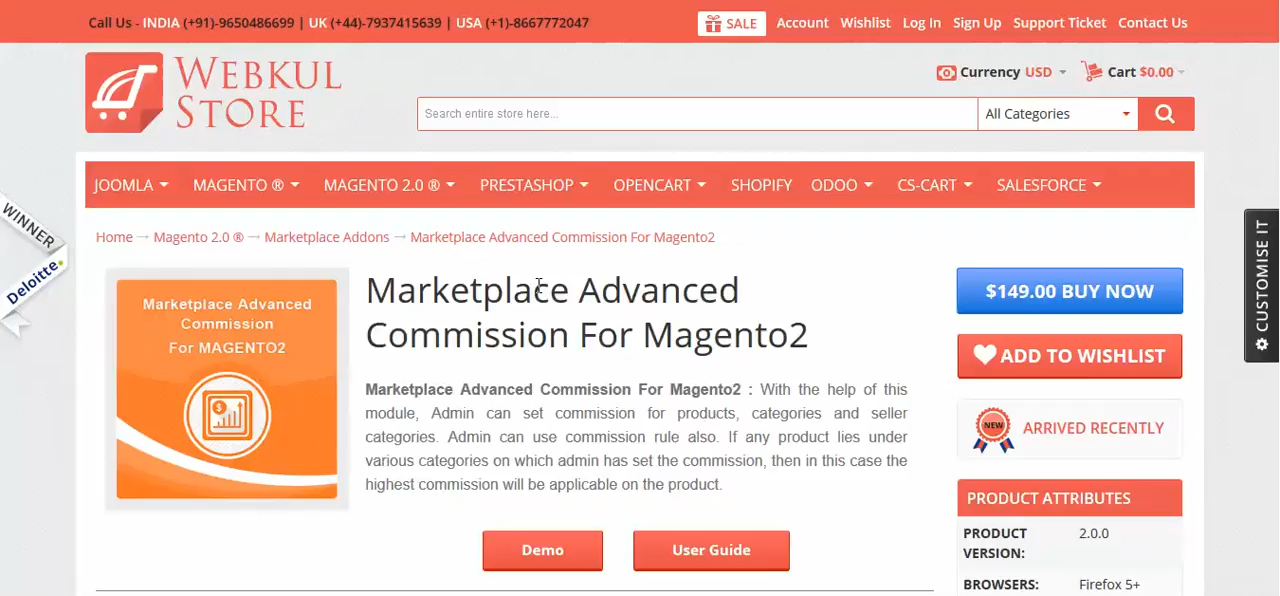 Call Us - INDIA (+91)-9650486699 | UK (+44)-7937415639 | USA (+1)-8667772047
SALE Account Wishlist Log In Sign Up Support Ticket Contact Us
WEBKUL
STORE
Currency USD Cart $0.00
Search entire store here... All Categories
JOOMLA MAGENTO ® MAGENTO 2.0 ® PRESTASHOP OPENCART SHOPIFY ODOO CS-CART SALESFORCE
WINNER
Deloitte.
CUSTOMISE IT
Home → Magento 2.0 ® → Marketplace Addons → Marketplace Advanced Commission For Magento2
Marketplace Advanced
Commission
For MAGENTO2
$
Marketplace Advanced
Commission For Magento2
Marketplace Advanced Commission For Magento2 : With the help of this
module, Admin can set commission for products, categories and seller
categories. Admin can use commission rule also. If any product lies under
various categories on which admin has set the commission, then in this case the
highest commission will be applicable on the product.
Demo User Guide
$149.00 BUY NOW
ADD TO WISHLIST
NEW ARRIVED RECENTLY
PRODUCT ATTRIBUTES
PRODUCT 2.0.0
VERSION:
BROWSERS: Firefox 5+